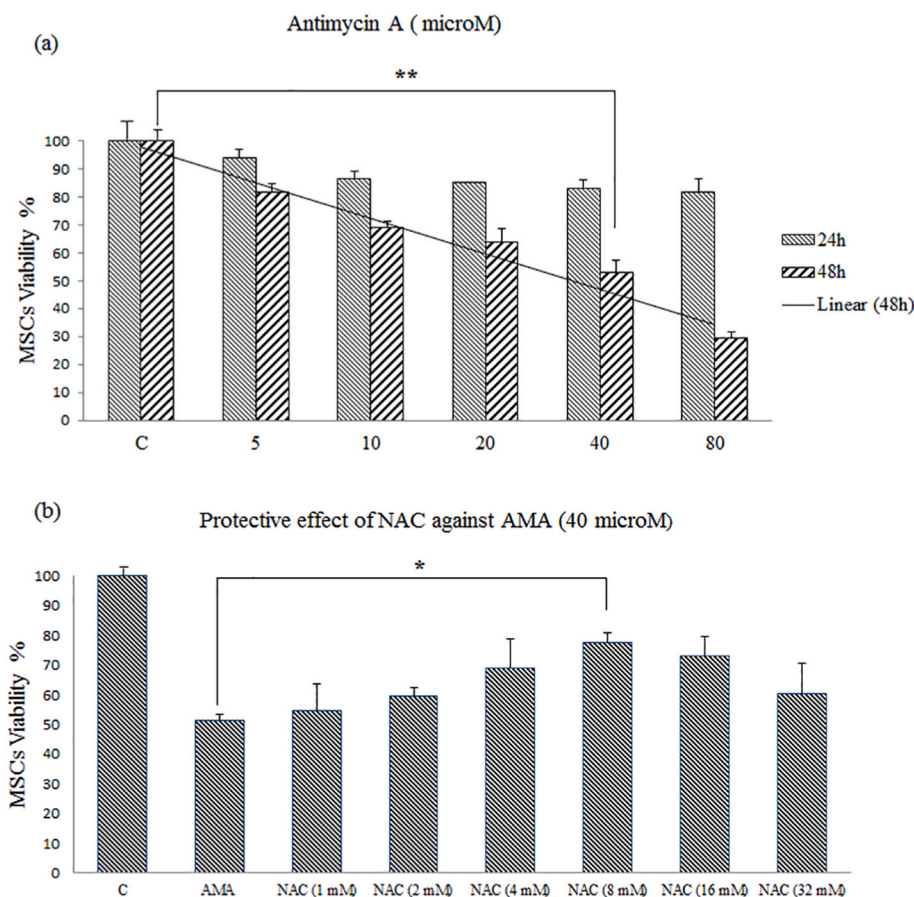 Antimycin A ( microM)
(a)
**
100
90
80
70
60
50
40
30
20
10
0
MSCs Viability %
C 5 10 20 40 80
24h
48h
Linear (48h)
(b)
Protective effect of NAC against AMA (40 microM)
*
100
90
80
70
60
50
40
30
20
10
0
MSCs Viability %
C AMA NAC (1 mM) NAC (2 mM) NAC (4 mM) NAC (8 mM) NAC (16 mM) NAC (32 mM)